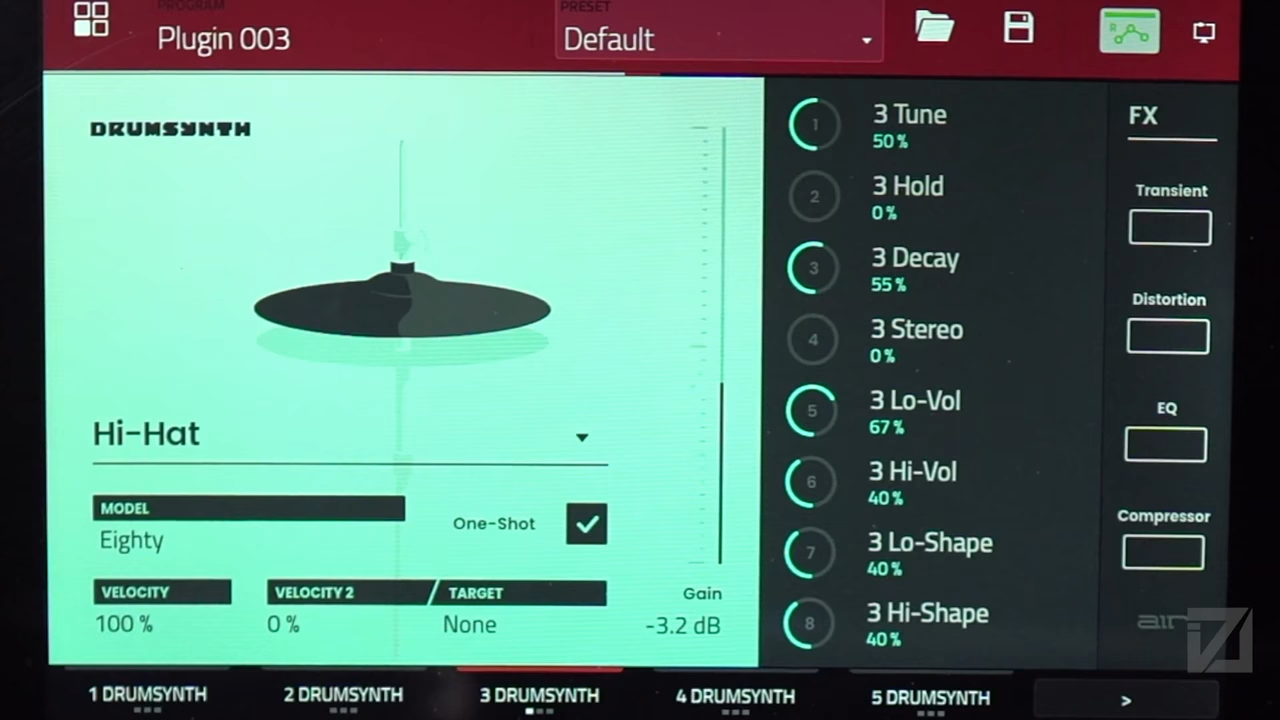 PROGRAM
Plugin 003
PRESET
Default
R
DRUMSYNTH
Hi-Hat
MODEL
Eighty
One-Shot
VELOCITY
100 %
VELOCITY 2
TARGET
0 %
None
Gain
-3.2 dB
1
3 Tune
50 %
2
3 Hold
0 %
3
3 Decay
55 %
4
3 Stereo
0 %
5
3 Lo-Vol
67 %
6
3 Hi-Vol
40 %
7
3 Lo-Shape
40 %
8
3 Hi-Shape
40 %
FX
Transient
Distortion
EQ
Compressor
air
1 DRUMSYNTH
2 DRUMSYNTH
3 DRUMSYNTH
4 DRUMSYNTH
5 DRUMSYNTH
>